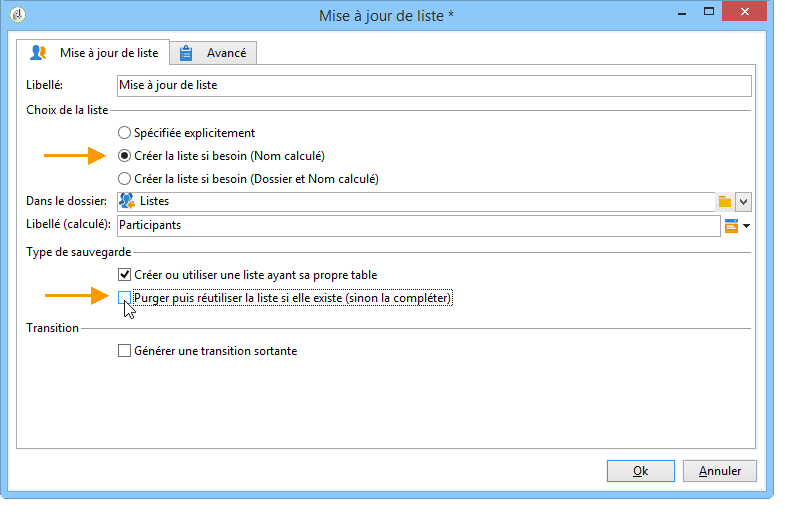 Mise à jour de liste *
Mise à jour de liste
Avancé
Libellé: Mise à jour de liste
Choix de la liste
Spécifiée explicitement
Créer la liste si besoin (Nom calculé)
Créer la liste si besoin (Dossier et Nom calculé)
Dans le dossier: Listes
Libellé (calculé): Participants
Type de sauvegarde
Créer ou utiliser une liste ayant sa propre table
Purger puis réutiliser la liste si elle existe (sinon la compléter)
Transition
Générer une transition sortante
Ok
Annuler